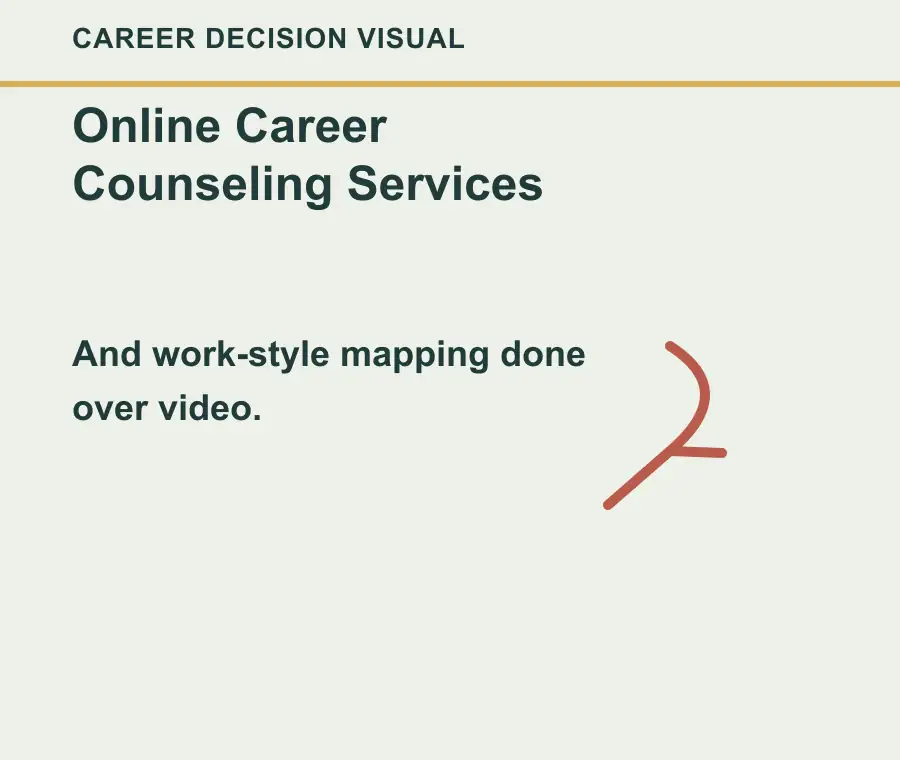 CAREER DECISION VISUAL
Online Career
Counseling Services
And work-style mapping done
over video.